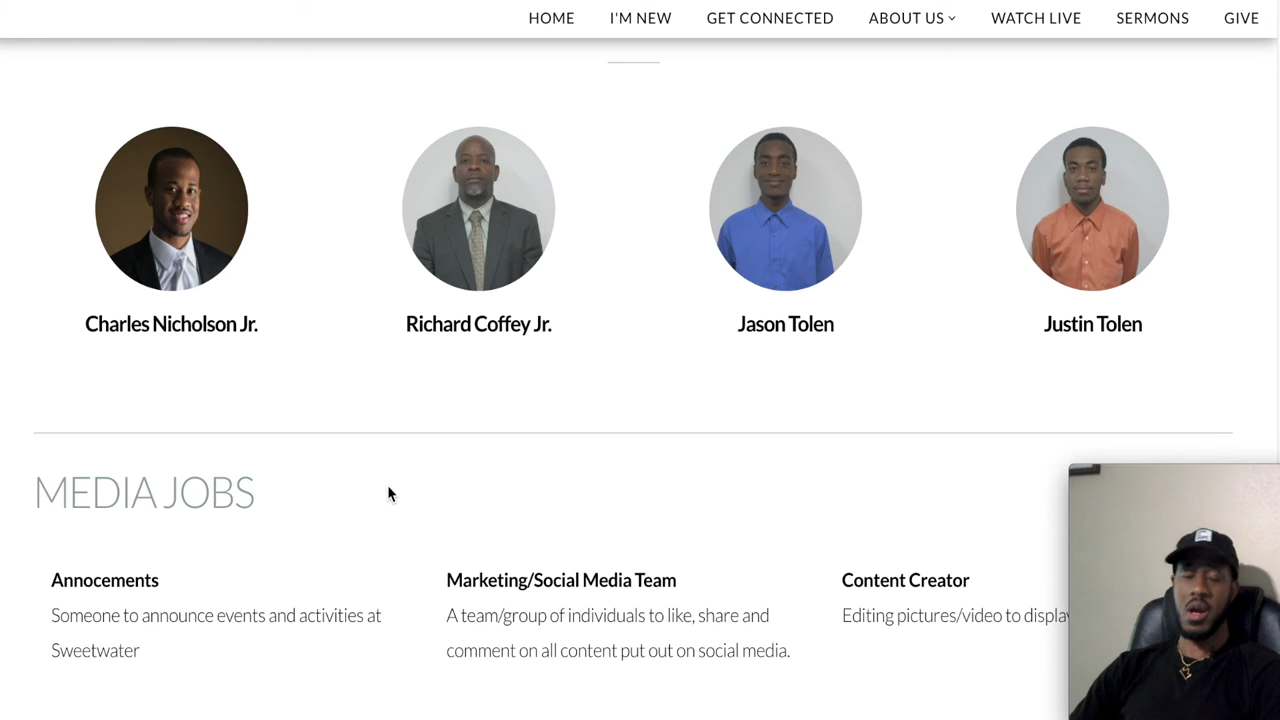 HOME I'M NEW GET CONNECTED ABOUT US WATCH LIVE SERMONS GIVE
Charles Nicholson Jr. Richard Coffey Jr. Jason Tolen Justin Tolen
MEDIA JOBS
Annocements
Someone to announce events and activities at
Sweetwater
Marketing/Social Media Team
A team/group of individuals to like, share and
comment on all content put out on social media.
Content Creator
Editing pictures/video to display